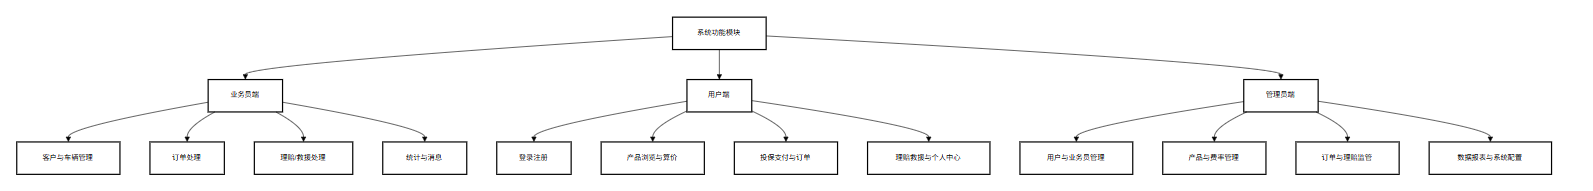 系统功能模块
业务员端
用户端
管理员端
客户与车辆管理
订单处理
理赔/救援处理
统计与消息
登录注册
产品浏览与算价
投保支付与订单
理赔救援与个人中心
用户与业务员管理
产品与费率管理
订单与理赔监管
数据报表与系统配置